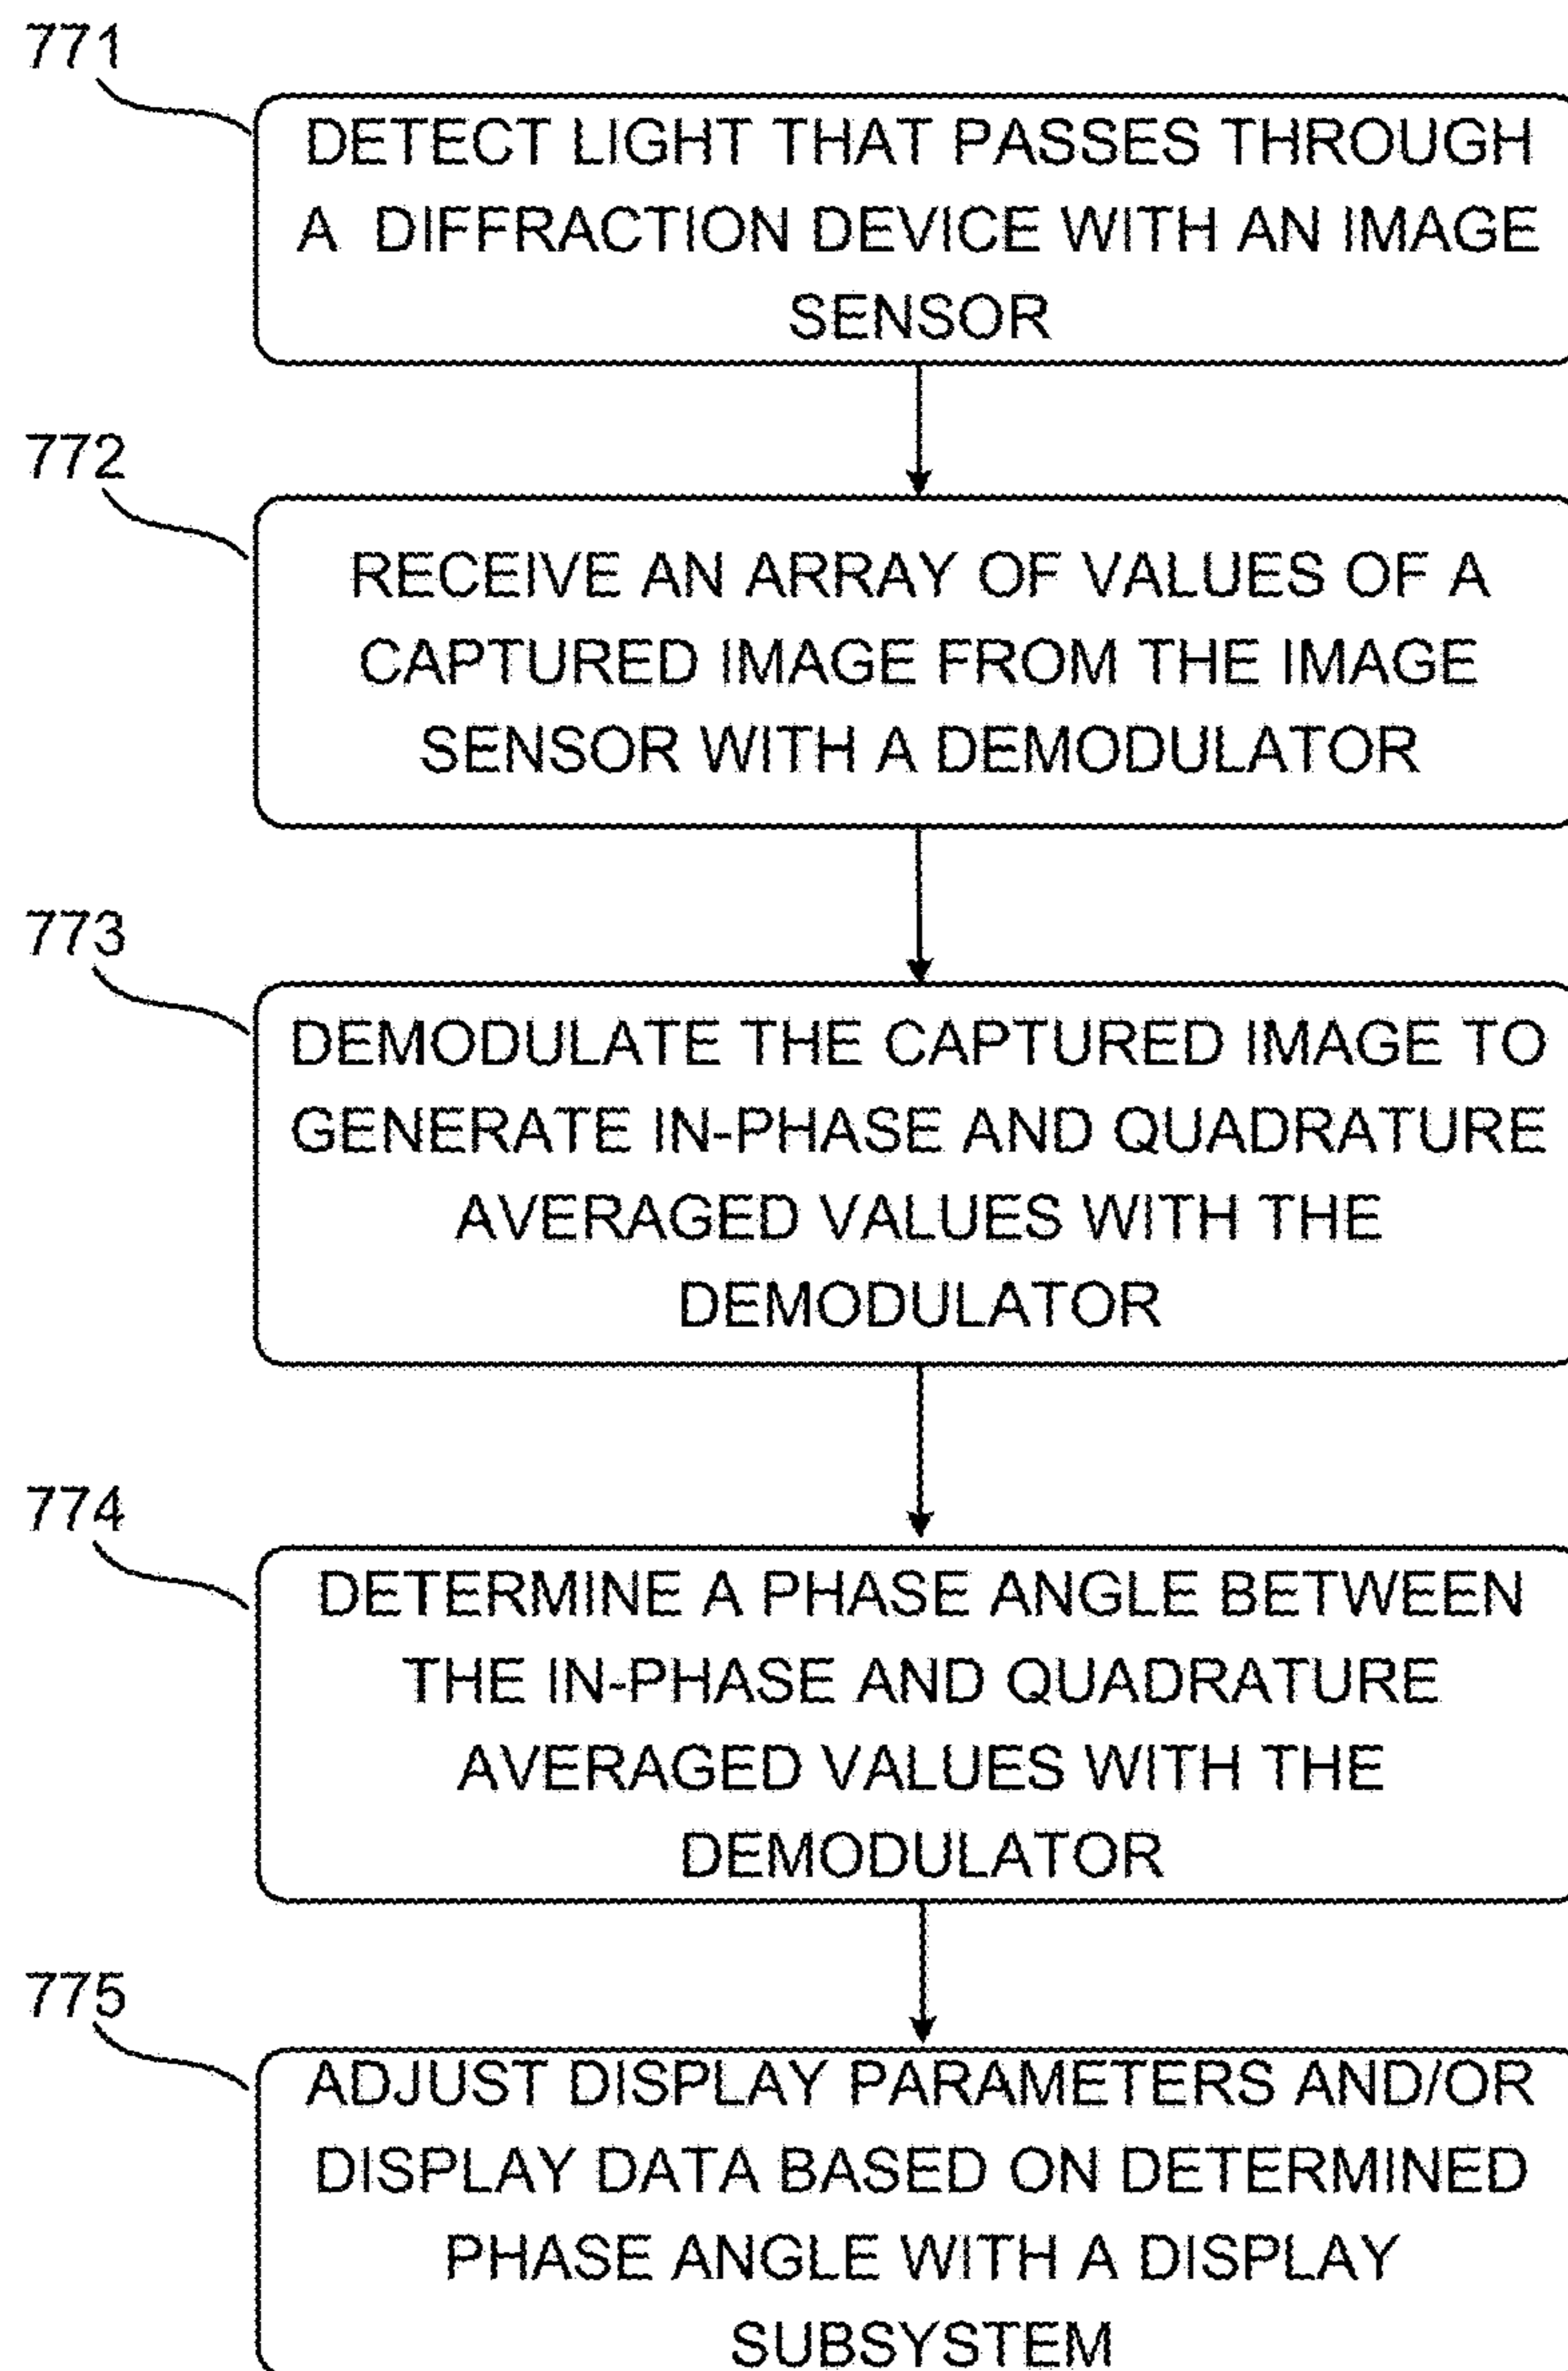 771
DETECT LIGHT THAT PASSES THROUGH
A DIFFRACTION DEVICE WITH AN IMAGE
SENSOR
772
RECEIVE AN ARRAY OF VALUES OF A
CAPTURED IMAGE FROM THE IMAGE
SENSOR WITH A DEMODULATOR
773
DEMODULATE THE CAPTURED IMAGE TO
GENERATE IN-PHASE AND QUADRATURE
AVERAGED VALUES WITH THE
DEMODULATOR
774
DETERMINE A PHASE ANGLE BETWEEN
THE IN-PHASE AND QUADRATURE
AVERAGED VALUES WITH THE
DEMODULATOR
775
ADJUST DISPLAY PARAMETERS AND/OR
DISPLAY DATA BASED ON DETERMINED
PHASE ANGLE WITH A DISPLAY
SUBSYSTEM